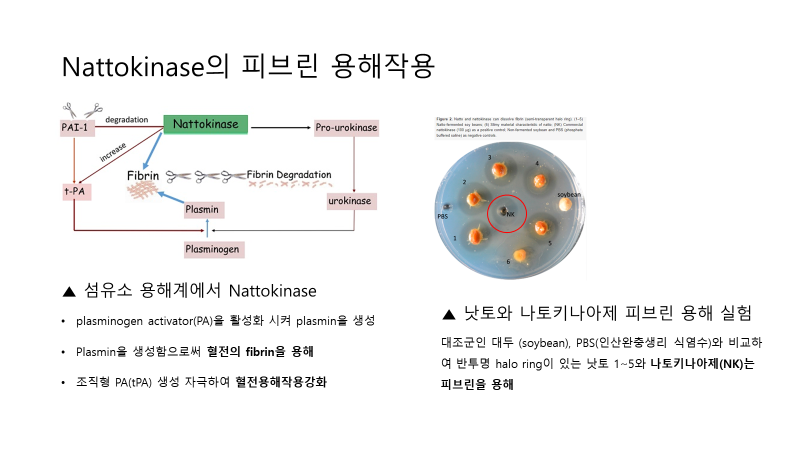 Nattokinase의 피브린 용해작용
PAI-1
degradation
Nattokinase
Pro-urokinase
increase
Fibrin
Fibrin Degradation
t-PA
Plasmin
urokinase
Plasminogen
▲ 섬유소 용해계에서 Nattokinase
• plasminogen activator(PA)을 활성화 시켜 plasmin을 생성
• Plasmin을 생성함으로써 혈전의 fibrin을 용해
• 조직형 PA(tPA) 생성 자극하여 혈전용해작용강화
Figure 2: Natto and nattokinase can dissolve fibrin (semi-transparent halo ring). (1–5)
Natto-fermented soy beans. (6) Slimy material characteristic of natto. (NK) Commercial
nattokinase (100 μg) as a positive control. Non-fermented soybean and PBS (phosphate
buffered saline) as negative controls.
3
4
2
soybean
PBS
NK
1
5
6
▲ 낫토와 나토키나아제 피브린 용해 실험
대조군인 대두 (soybean), PBS(인산완충생리 식염수)와 비교하
여 반투명 halo ring이 있는 낫토 1~5와 나토키나아제(NK)는
피브린을 용해